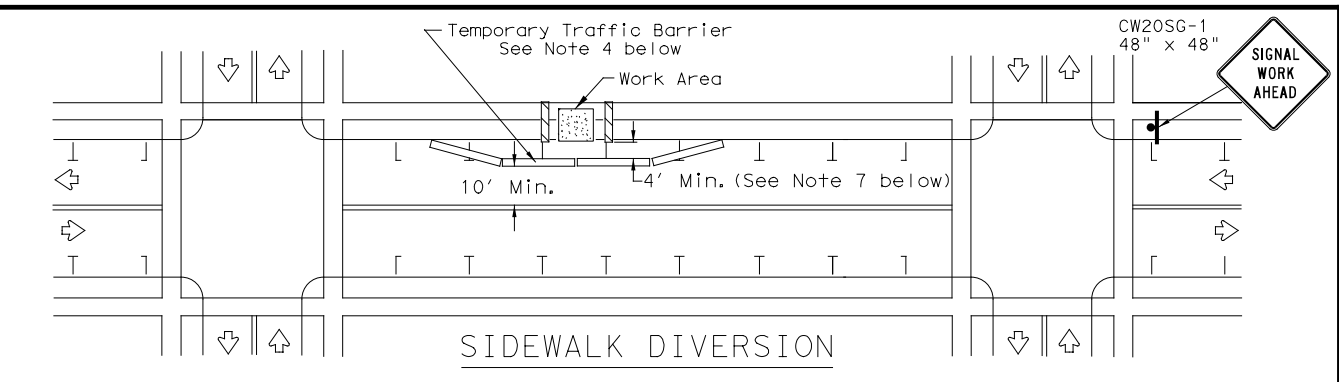 Temporary Traffic Barrier
See Note 4 below
Work Area
CW20SG-1
48" x 48"
SIGNAL
WORK
AHEAD
10' Min.
4' Min. (See Note 7 below)
SIDEWALK DIVERSION